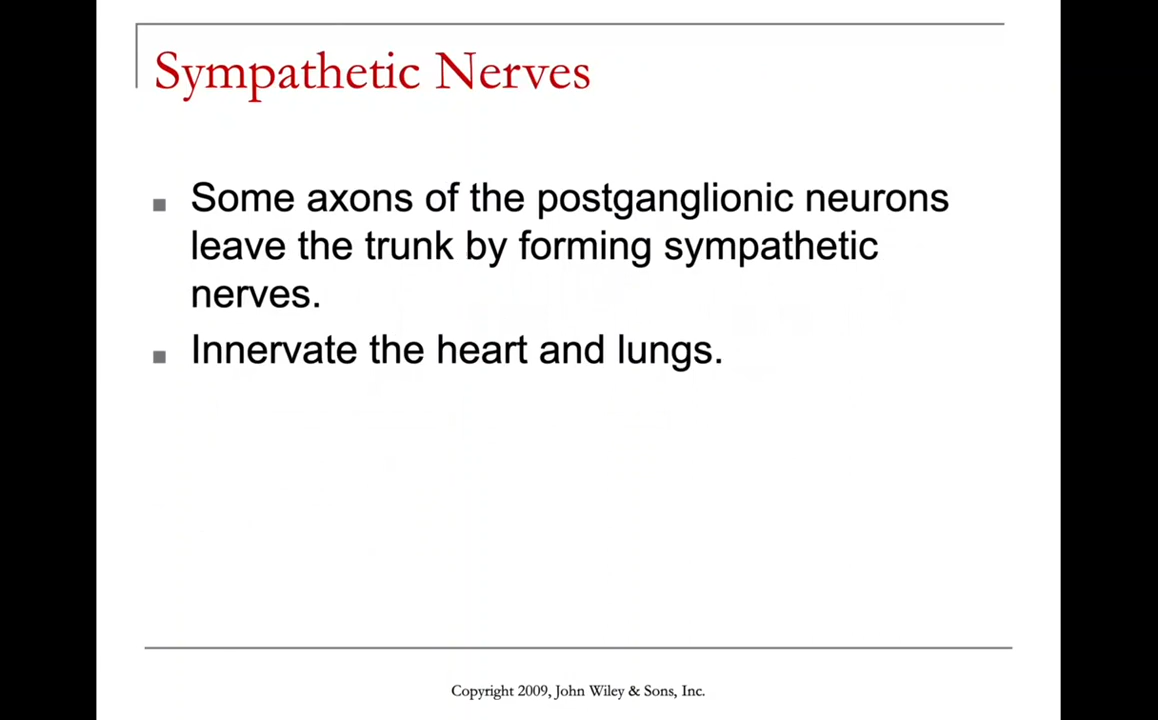 Sympathetic Nerves
Some axons of the postganglionic neurons
leave the trunk by forming sympathetic
nerves.
Innervate the heart and lungs.
Copyright 2009, John Wiley & Sons, Inc.